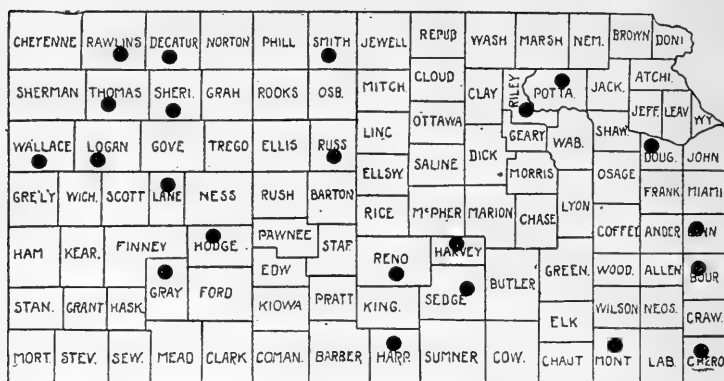 CHEYENNE RAWLINS DECATUR NORTON PHILL SMITH JEWELL REPUB WASH MARSH NEM. BROWN DONI
SHERMAN THOMAS SHERI. GRAH ROOKS OSB. MITCH. CLOUD CLAY RILEY POTTA. JACK. ATCHI.
JEFF. LEAV WY
WALLACE LOGAN GOVE TREGO ELLIS RUSS LINC OTTAWA GEARY WAB. SHAW. DOUG. JOHN
ELLSW. SALINE DICK MORRIS OSAGE
GRE'LY WICH. SCOTT LANE NESS RUSH BARTON RICE McPHER MARION CHASE LYON FRANK. MIAMI
HAM KEAR. FINNEY HODGE PAWNEE STAF. RENO HARVEY COFFEE ANDER
EDW
GRAY FORD SEDGE BUTLER GREEN. WOOD. ALLEN BOUR
STAN. GRANT HASK. KIOWA PRATT KING. ELK WILSON NEOS. CRAW.
MORT. STEV. SEW. MEAD CLARK COMAN. BARBER HARP. SUMNER COW. CHAUT MONT LAB. CHERO